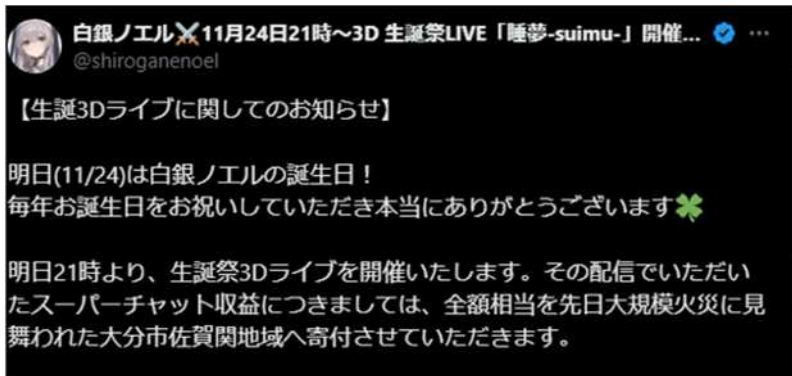 白銀ノエル⚔️11月24日21時～3D 生誕祭LIVE「睡夢-suimu-」開催...
@shiroganenoel
【生誕3Dライブに関してのお知らせ】
明日(11/24)は白銀ノエルの誕生日！
毎年お誕生日をお祝いしていただき本当にありがとうございます🍀
明日21時より、生誕祭3Dライブを開催いたします。その配信でいただい
たスーパーチャット収益につきましては、全額相当を先日大規模火災に見
舞われた大分市佐賀関地域へ寄付させていただきます。